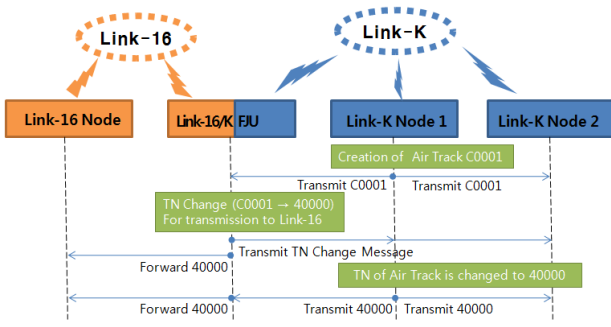 Link-16
Link-K
Link-16 Node
Link-16/K FJU
Link-K Node 1
Link-K Node 2
Creation of Air Track C0001
Transmit C0001
Transmit C0001
TN Change (C0001 → 40000)
For transmission to Link-16
Transmit TN Change Message
Forward 40000
TN of Air Track is changed to 40000
Forward 40000
Transmit 40000
Transmit 40000